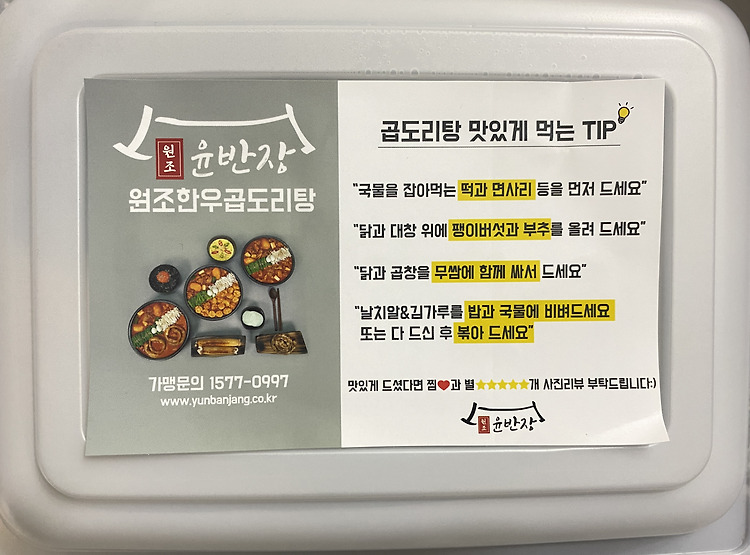 원조
윤반장
원조한우곱도리탕
가맹문의 1577-0997
www.yunbanjang.co.kr
곱도리탕 맛있게 먹는 TIP
"국물을 잡아먹는 떡과 면사리 등을 먼저 드세요"
"닭과 대창 위에 팽이버섯과 부추를 올려 드세요"
"닭과 곱창을 무쌈에 함께 싸서 드세요"
"날치알&김가루를 밥과 국물에 비벼드세요
또는 다 드신 후 볶아 드세요"
맛있게 드셨다면 찜❤과 별★★★★★개 사진리뷰 부탁드립니다:)
원조 윤반장